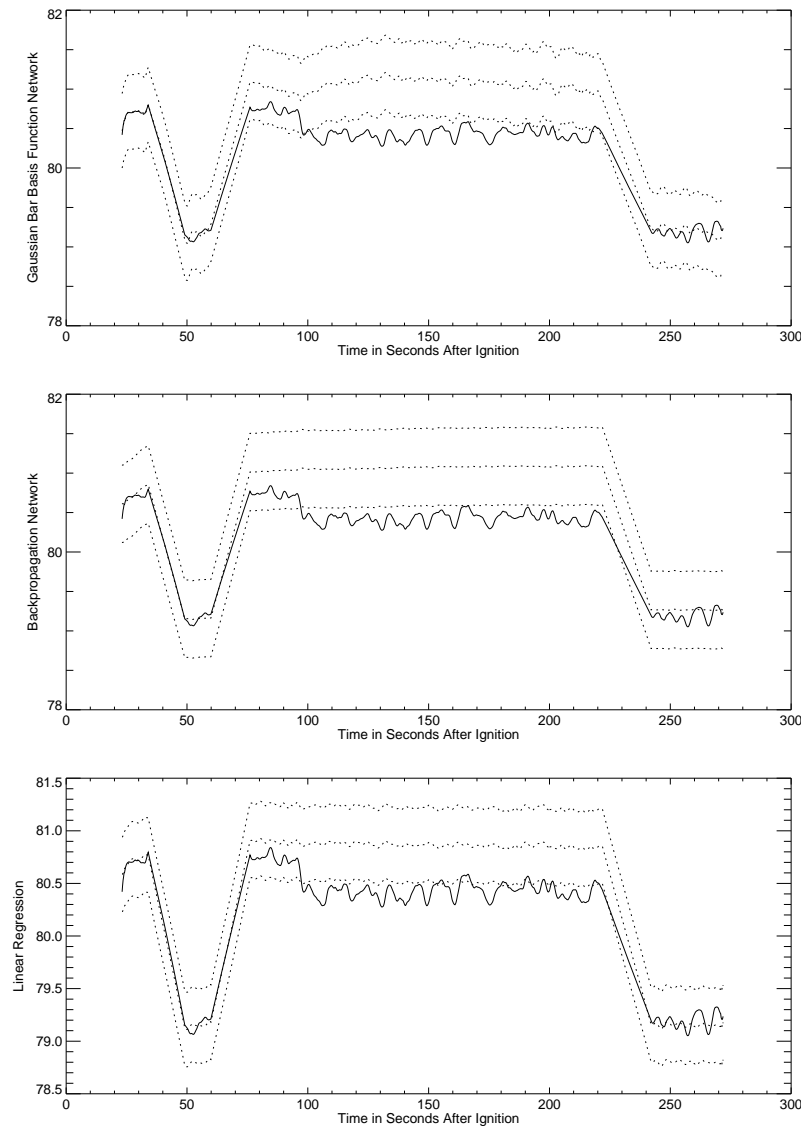 82
80
78
Gaussian Bar Basis Function Network
0 50 100 150 200 250 300
Time in Seconds After Ignition
82
80
78
Backpropagation Network
0 50 100 150 200 250 300
Time in Seconds After Ignition
81.5
81.0
80.5
80.0
79.5
79.0
78.5
Linear Regression
0 50 100 150 200 250 300
Time in Seconds After Ignition